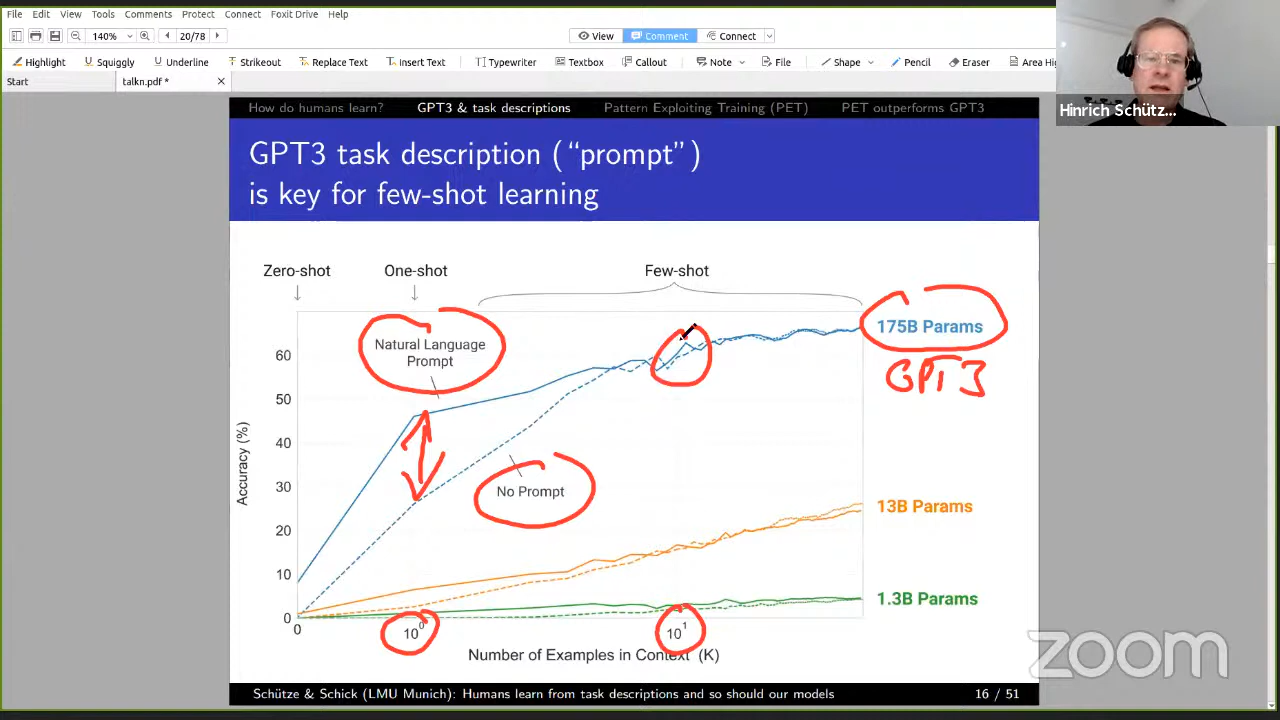 File Edit View Tools Comments Protect Connect Foxit Drive Help
140% 20/78 View Comment Connect
Highlight Squiggly Underline Strikeout Replace Text Insert Text Typewriter Textbox Callout Note File Shape Pencil Eraser Area Hig
Start talkn.pdf *
Hinrich Schütz...
How do humans learn? GPT3 & task descriptions Pattern Exploiting Training (PET) PET outperforms GPT3
GPT3 task description (“prompt”)
is key for few-shot learning
Zero-shot One-shot Few-shot
Natural Language
Prompt
No Prompt
175B Params
GPT3
13B Params
1.3B Params
Accuracy (%)
60
50
40
30
20
10
0
0 10⁰ 10¹
Number of Examples in Context (K)
Schütze & Schick (LMU Munich): Humans learn from task descriptions and so should our models 16 / 51
zoom